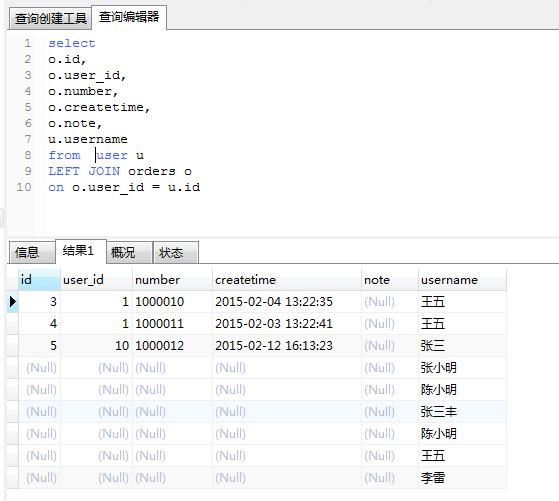 查询创建工具 查询编辑器
1 select
2 o.id,
3 o.user_id,
4 o.number,
5 o.createtime,
6 o.note,
7 u.username
8 from user u
9 LEFT JOIN orders o
10 on o.user_id = u.id
信息 结果1 概况 状态
id user_id number createtime note username
3 1 1000010 2015-02-04 13:22:35 (Null) 王五
4 1 1000011 2015-02-03 13:22:41 (Null) 王五
5 10 1000012 2015-02-12 16:13:23 (Null) 张三
(Null) (Null) (Null) (Null) (Null) 张小明
(Null) (Null) (Null) (Null) (Null) 陈小明
(Null) (Null) (Null) (Null) (Null) 张三丰
(Null) (Null) (Null) (Null) (Null) 陈小明
(Null) (Null) (Null) (Null) (Null) 王五
(Null) (Null) (Null) (Null) (Null) 李雷